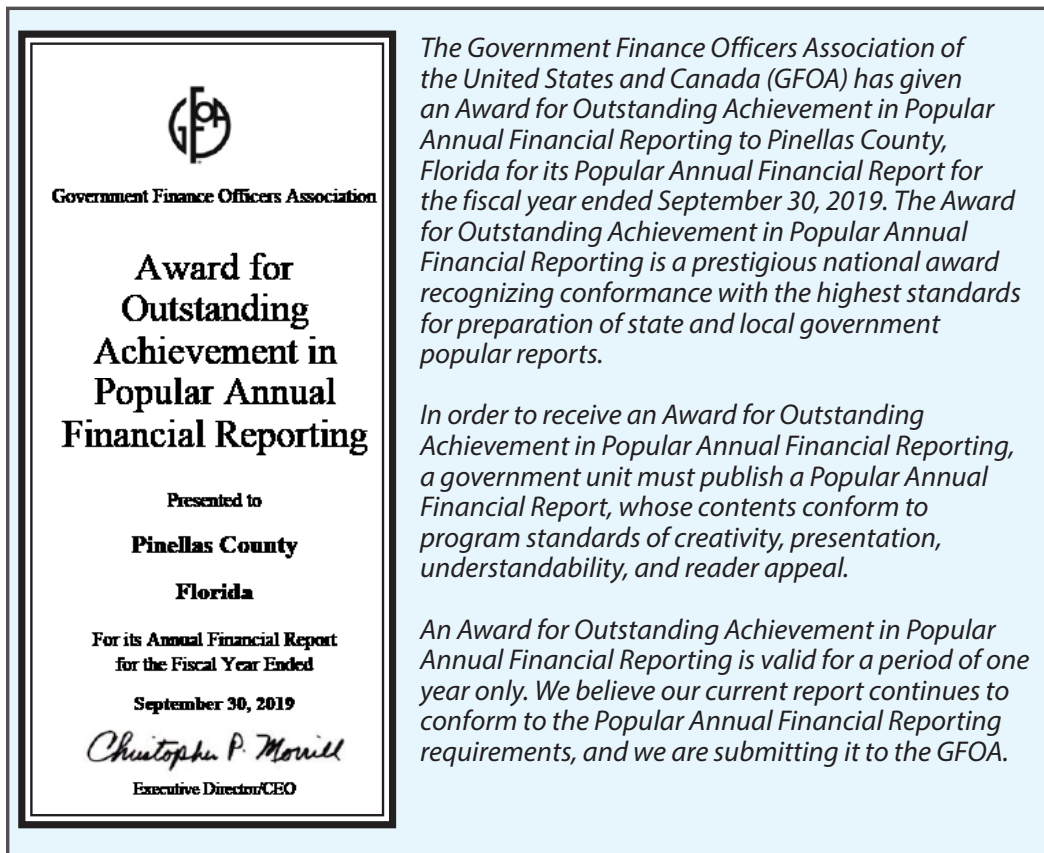 GFOA
Government Finance Officers Association
Award for
Outstanding
Achievement in
Popular Annual
Financial Reporting
Presented to
Pinellas County
Florida
For its Annual Financial Report
for the Fiscal Year Ended
September 30, 2019
Christopher P. Morrill
Executive Director/CEO
The Government Finance Officers Association of
the United States and Canada (GFOA) has given
an Award for Outstanding Achievement in Popular
Annual Financial Reporting to Pinellas County,
Florida for its Popular Annual Financial Report for
the fiscal year ended September 30, 2019. The Award
for Outstanding Achievement in Popular Annual
Financial Reporting is a prestigious national award
recognizing conformance with the highest standards
for preparation of state and local government
popular reports.
In order to receive an Award for Outstanding
Achievement in Popular Annual Financial Reporting,
a government unit must publish a Popular Annual
Financial Report, whose contents conform to
program standards of creativity, presentation,
understandability, and reader appeal.
An Award for Outstanding Achievement in Popular
Annual Financial Reporting is valid for a period of one
year only. We believe our current report continues to
conform to the Popular Annual Financial Reporting
requirements, and we are submitting it to the GFOA.